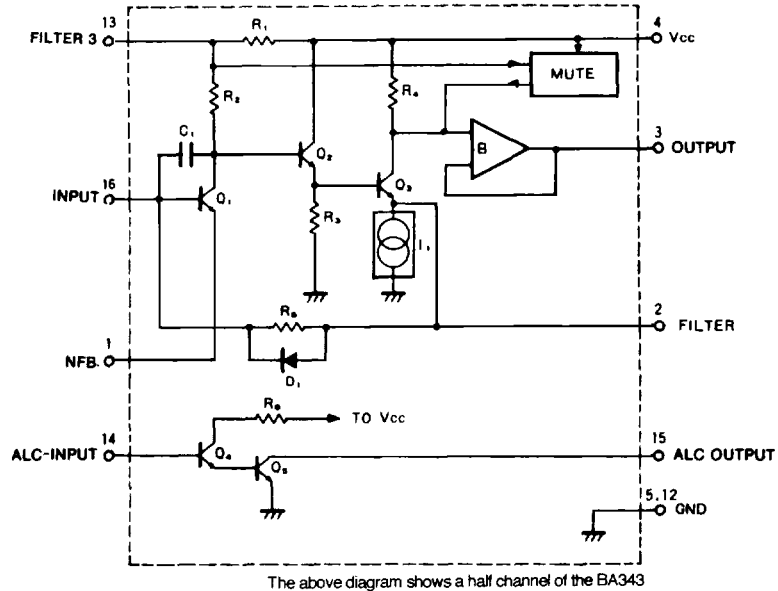 13
FILTER 3
R₁
4
Vcc
MUTE
R₂
R₄
C₁
Q₂
B
3
OUTPUT
16
INPUT
Q₁
Q₃
R₃
I₁
2
FILTER
1
NFB.
D₁
TO Vcc
14
ALC-INPUT
Q₄
Q₅
15
ALC OUTPUT
5,12
GND
The above diagram shows a half channel of the BA343